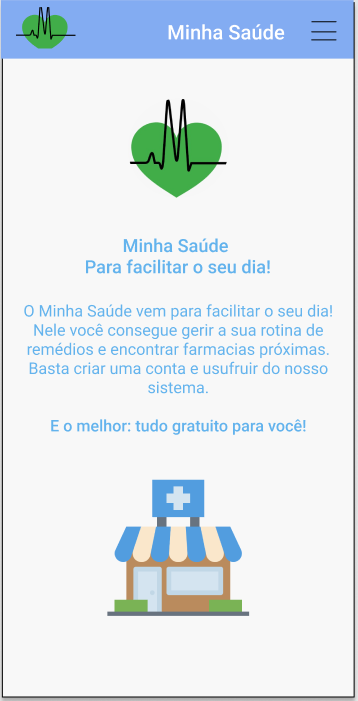 Minha Saúde
Minha Saúde
Para facilitar o seu dia!
O Minha Saúde vem para facilitar o seu dia!
Nele você consegue gerir a sua rotina de
remédios e encontrar farmacias próximas.
Basta criar uma conta e usufruir do nosso
sistema.
E o melhor: tudo gratuito para você!